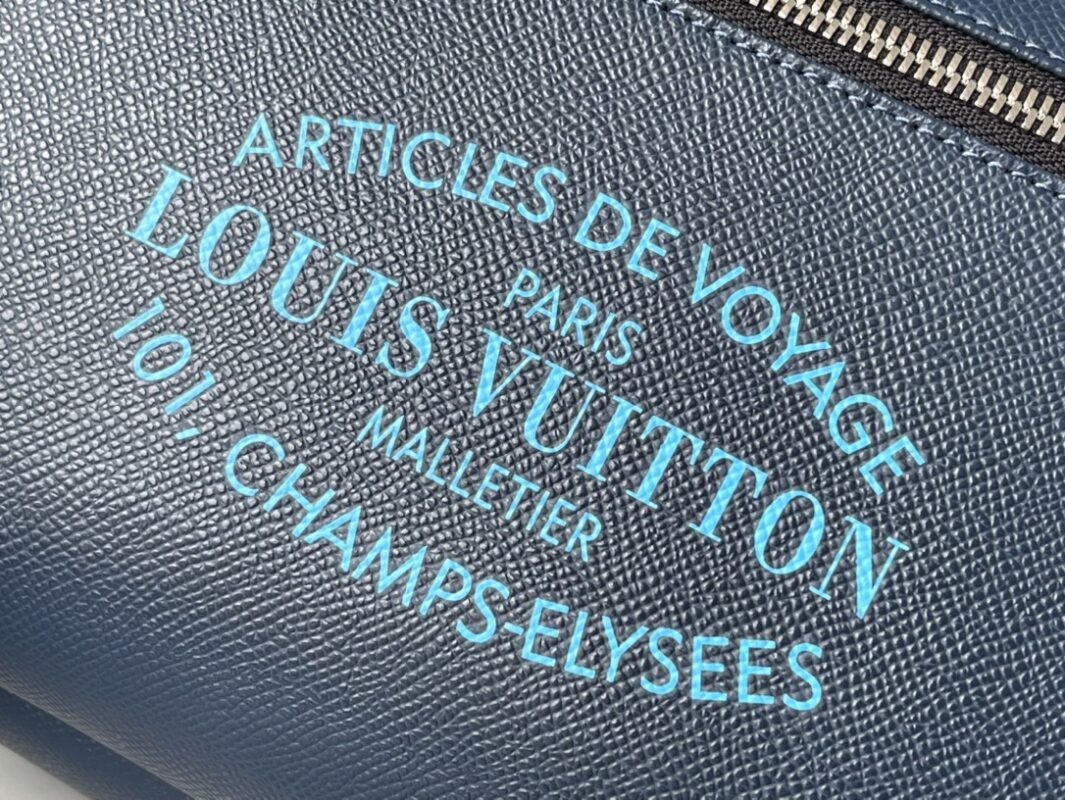 ARTICLES DE VOYAGE
PARIS
LOUIS VUITTON
MALLETIER
101, CHAMPS-ELYSEES